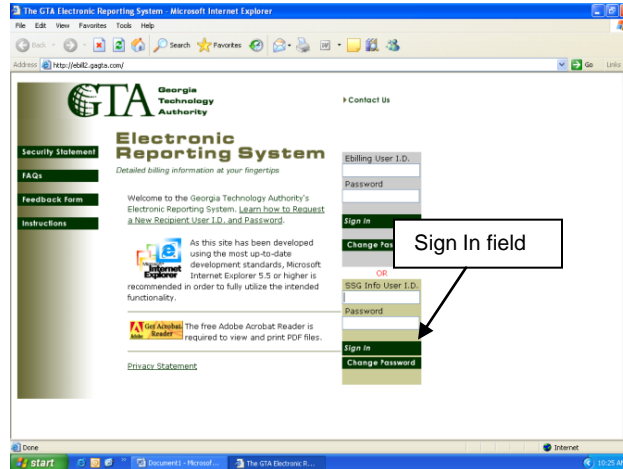 The GTA Electronic Reporting System - Microsoft Internet Explorer
File Edit View Favorites Tools Help
Back Search Favorites
Address http://ebill2.gagta.com/ Go Links
GTA Georgia
Technology
Authority
Contact Us
Electronic
Reporting System
Detailed billing information at your fingertips
Security Statement
FAQs
Feedback Form
Instructions
Welcome to the Georgia Technology Authority's
Electronic Reporting System. Learn how to Request
a New Recipient User I.D. and Password.
As this site has been developed
using the most up-to-date
development standards, Microsoft
Internet Explorer 5.5 or higher is
recommended in order to fully utilize the intended
functionality.
Microsoft
Internet
Explorer
Get Acrobat
Reader
Adobe
The free Adobe Acrobat Reader is
required to view and print PDF files.
Privacy Statement
Ebilling User I.D.
Password
Sign In
Change Pas
Sign In field
OR
SSG Info User I.D.
Password
Sign In
Change Password
Done Internet
start Document1 - Microsof... The GTA Electronic R... 10:25 AM